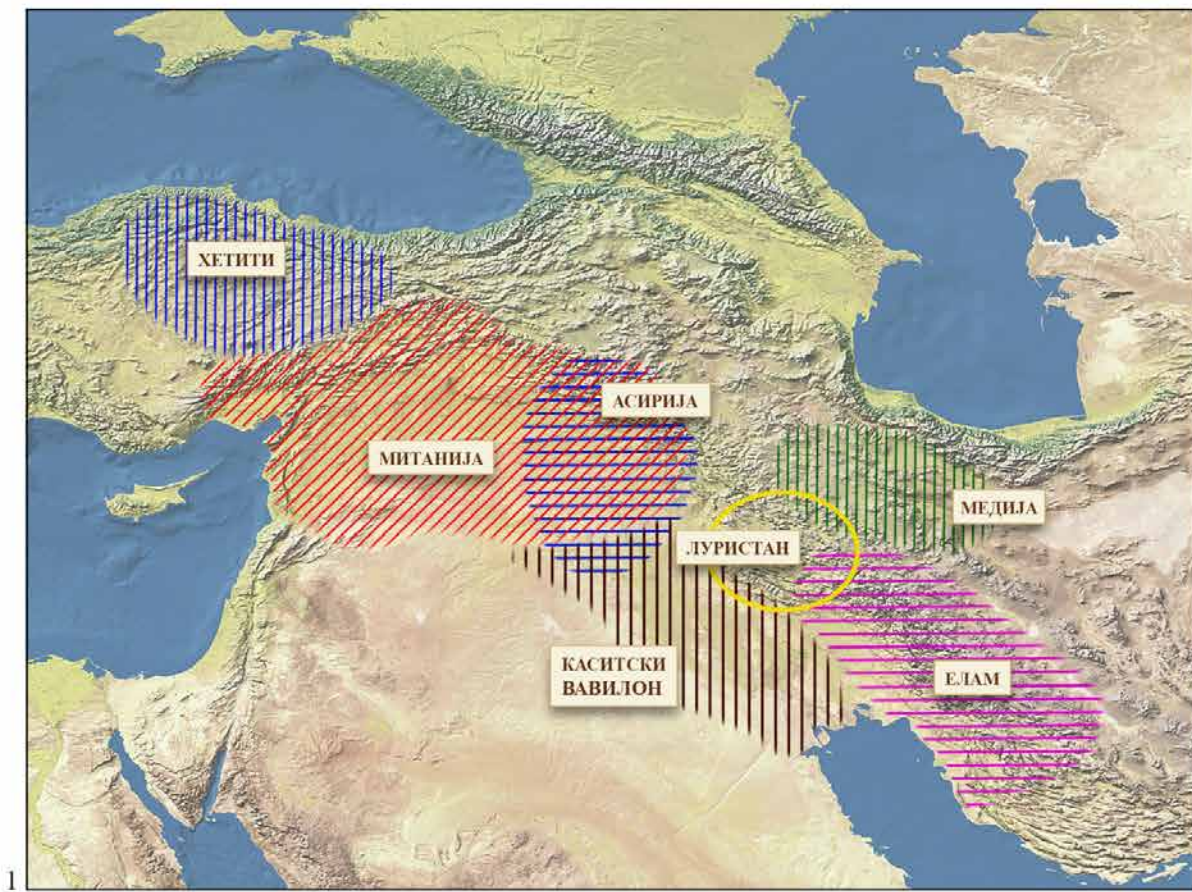 ХЕТИТИ
АСИРИЈА
МИТАНИЈА
МЕДИЈА
ЛУРИСТАН
КАСИТСКИ
ВАВИЛОН
ЕЛАМ
1